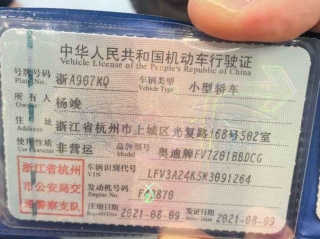 中华人民共和国机动车行驶证
Vehicle License of the People's Republic of China
号牌号码 浙A907MQ 车辆类型 小型轿车
Plate No. Vehicle Type
所有人 杨竣
Owner
住址 浙江省杭州市上城区光复路168号502室
Address
使用性质 非营运 品牌型号 奥迪牌FV7201BBDCG
浙江省杭州市公安局交通警察支队
车辆识别代号 LFV3A24K5M3091264
VIN
发动机号码
Engine No.
注册日期 2021-08-09 发证日期 2021-08-09
Register Date Issue Date